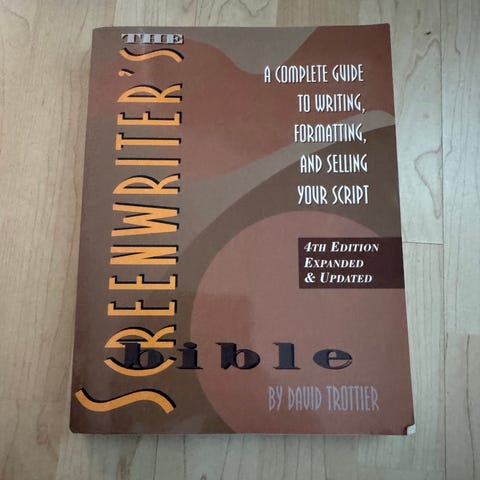 THE
SCREENWRITER'S
bible
A COMPLETE GUIDE
TO WRITING,
FORMATTING,
AND SELLING
YOUR SCRIPT
4TH EDITION
EXPANDED
& UPDATED
BY DAVID TROTTIER